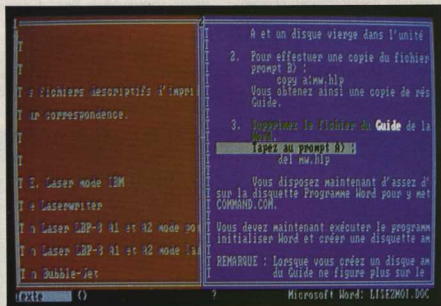 T
T
T s fichiers descriptifs d'impri
T ur correspondence.
T
T E. Laser mode IBM
T e Laserwriter
T n Laser LBP-8 A1 et A2 mode por
T n Laser LBP-8 A1 et A2 mode lan
T n Bubble-Jet
A et un disque vierge dans l'unité
2. Pour effectuer une copie du fichier
prompt B) :
copy a:mw.hlp
Vous obtenez ainsi une copie de rés
Guide.
3. Supprimez le fichier du Guide de la
Word.
Tapez au prompt A) :
del mw.hlp
Vous disposez maintenant d'assez d'
sur la disquette Programme Word pour y met
COMMAND.COM.
Vous devez maintenant exécuter le programm
initialiser Word et créer une disquette am
REMARQUE : Lorsque vous créez un disque am
du Guide ne figure plus sur le
{} ? Microsoft Word: LISEZMOI.DOC